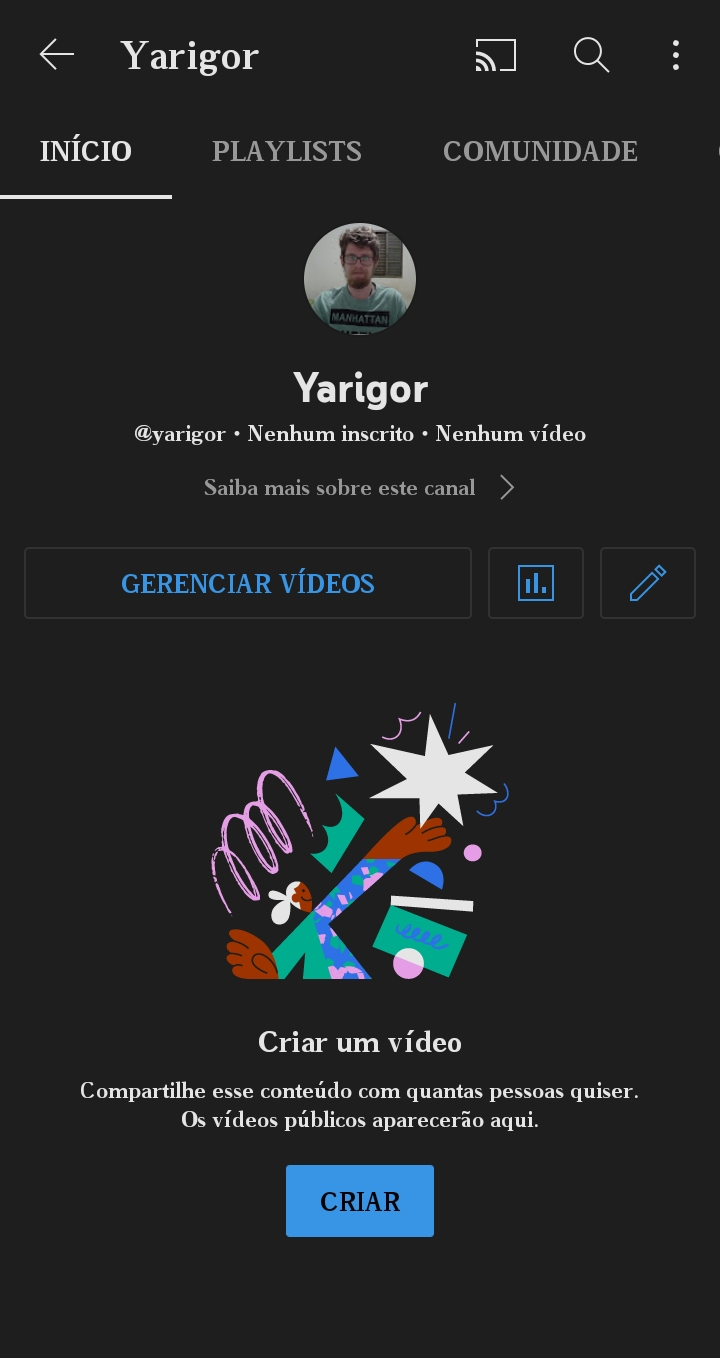 Yarigor
INÍCIO PLAYLISTS COMUNIDADE
MANHATTAN
Yarigor
@yarigor • Nenhum inscrito • Nenhum vídeo
Saiba mais sobre este canal
GERENCIAR VÍDEOS
Criar um vídeo
Compartilhe esse conteúdo com quantas pessoas quiser.
Os vídeos públicos aparecerão aqui.
CRIAR